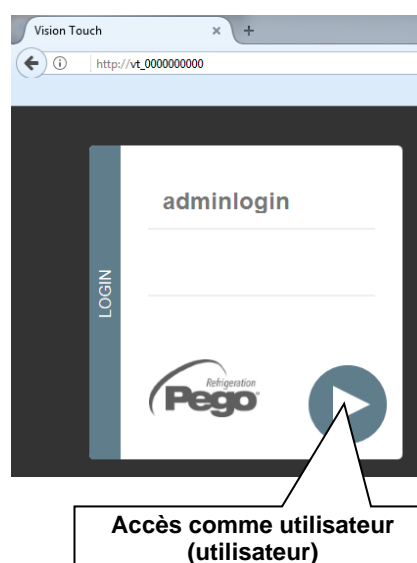 Vision Touch × +
http://vt_0000000000
adminlogin
LOGIN
Refrigeration
Pego
Accès comme utilisateur
(utilisateur)